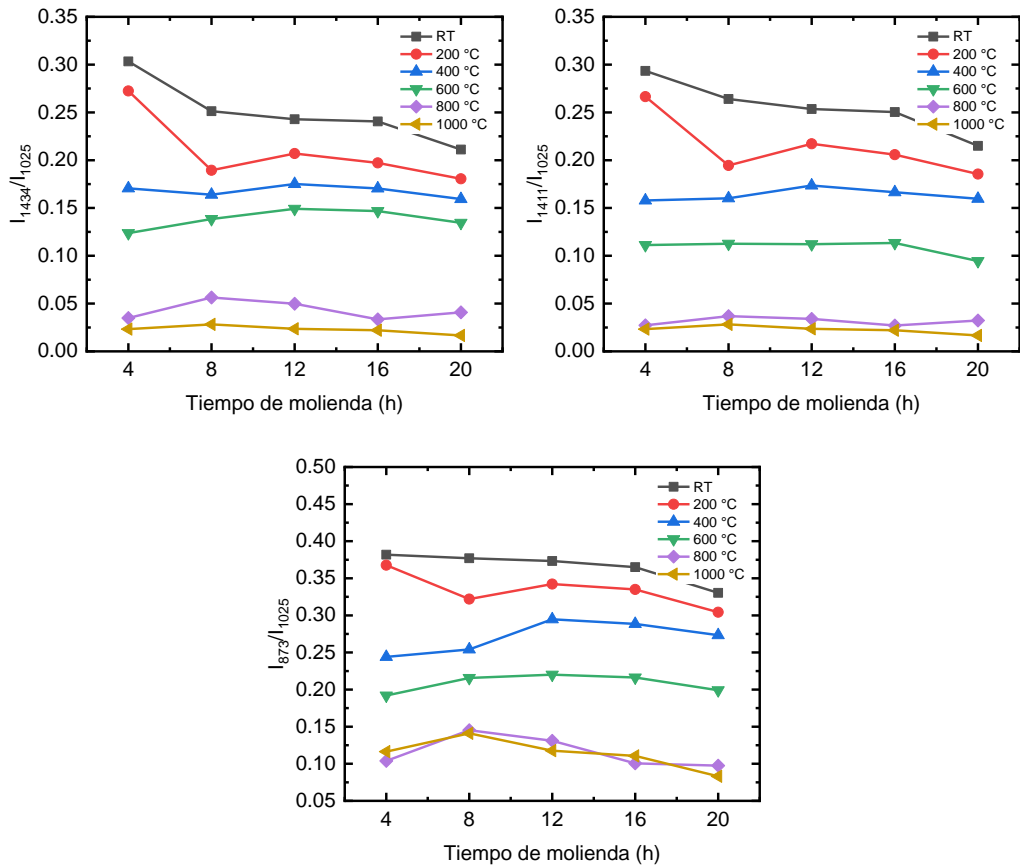 I1434/I1025
0.35
0.30
0.25
0.20
0.15
0.10
0.05
0.00
RT
200 °C
400 °C
600 °C
800 °C
1000 °C
4 8 12 16 20
Tiempo de molienda (h)
I1411/I1025
0.35
0.30
0.25
0.20
0.15
0.10
0.05
0.00
RT
200 °C
400 °C
600 °C
800 °C
1000 °C
4 8 12 16 20
Tiempo de molienda (h)
I873/I1025
0.50
0.45
0.40
0.35
0.30
0.25
0.20
0.15
0.10
0.05
RT
200 °C
400 °C
600 °C
800 °C
1000 °C
4 8 12 16 20
Tiempo de molienda (h)